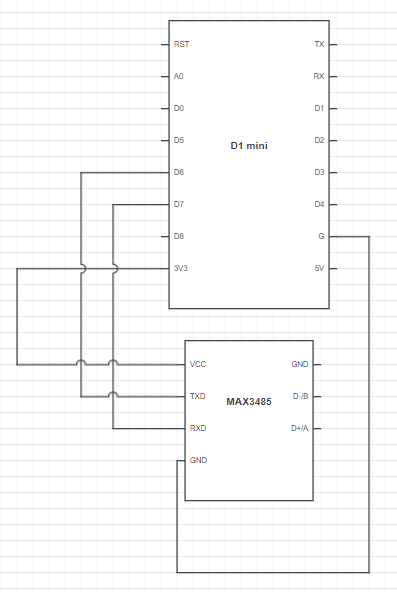 RST TX
A0 RX
D0 D1
D5 D2
D1 mini
D6 D3
D7 D4
D8 G
3V3 5V
VCC GND
TXD D-/B
MAX3485
RXD D+/A
GND